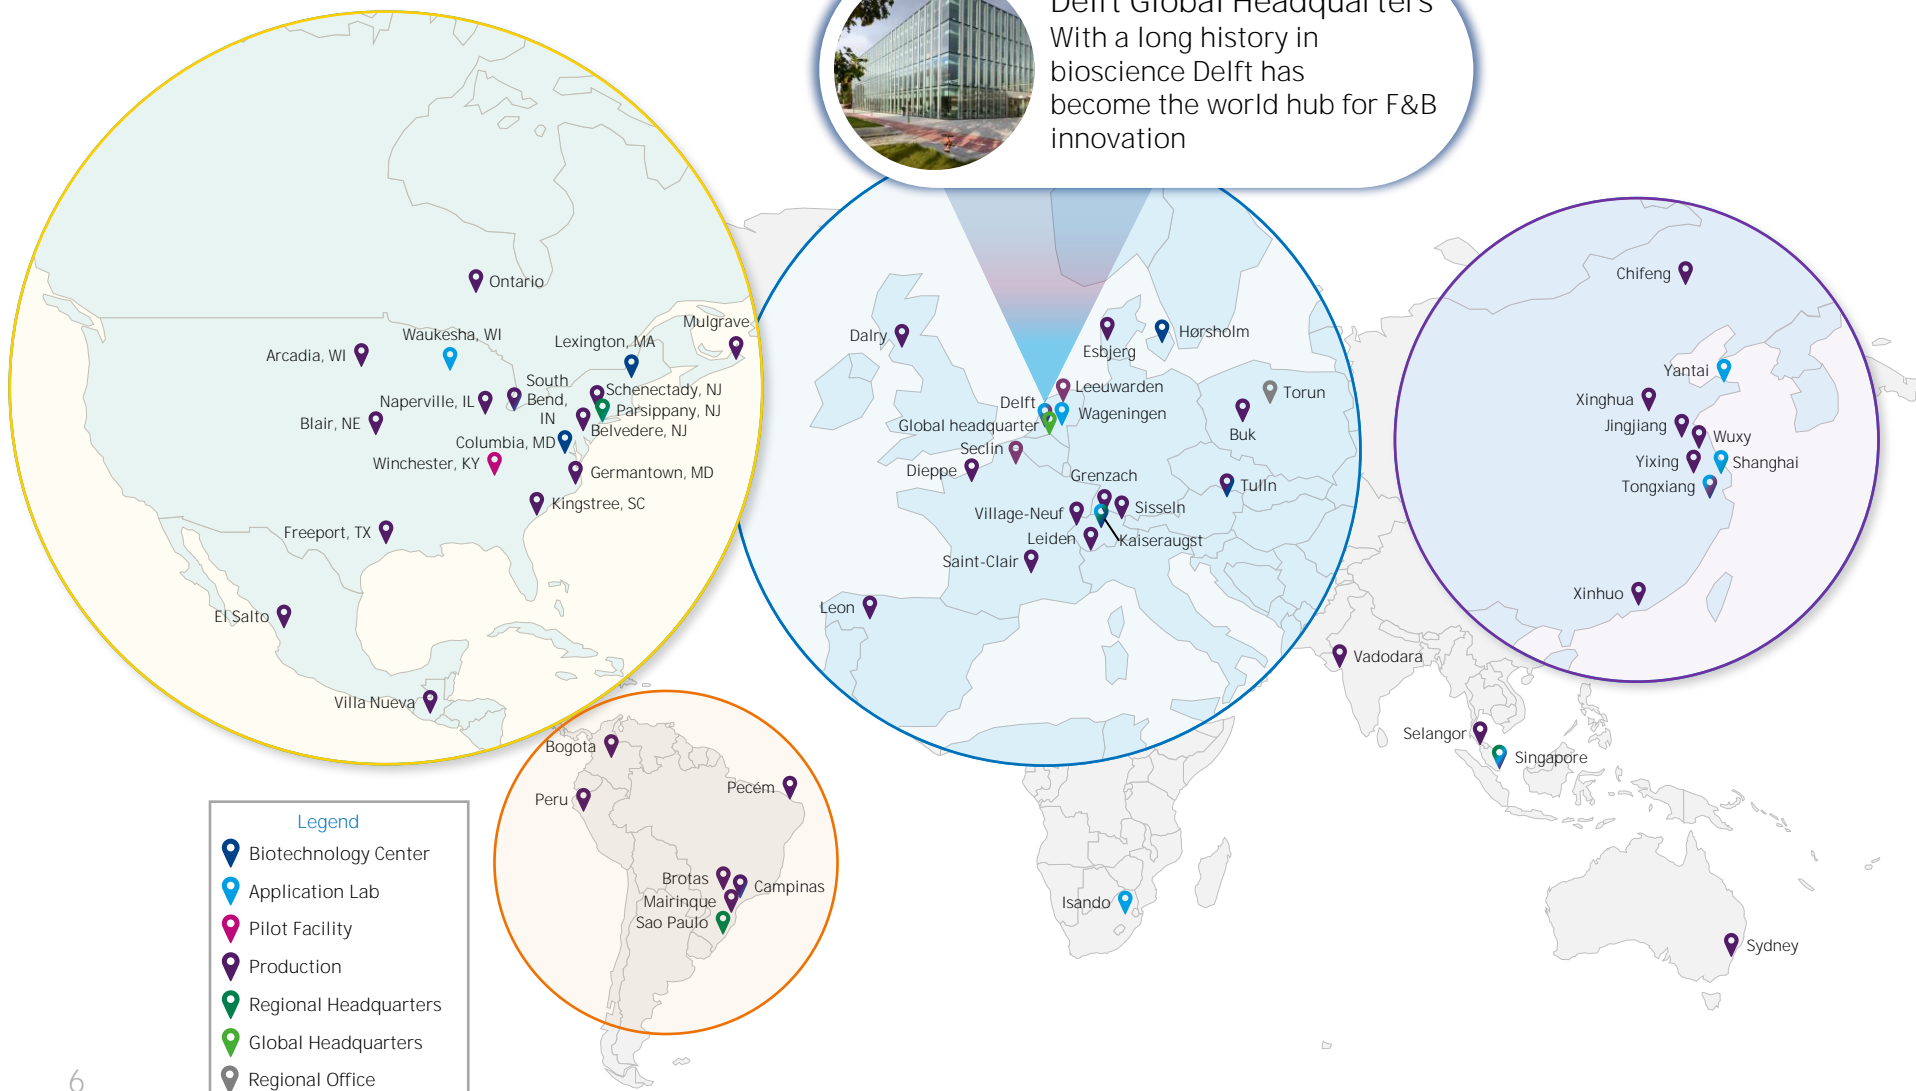 Delft Global Headquarters
With a long history in
bioscience Delft has
become the world hub for F&B
innovation
Ontario
Mulgrave
Waukesha, WI
Lexington, MA
Arcadia, WI
South
Bend,
IN
Schenectady, NJ
Naperville, IL
Parsippany, NJ
Blair, NE
Belvedere, NJ
Columbia, MD
Winchester, KY
Germantown, MD
Kingstree, SC
Freeport, TX
El Salto
Villa Nueva
Dalry
Esbjerg
Hørsholm
Leeuwarden
Torun
Delft
Wageningen
Global headquarter
Buk
Seclin
Dieppe
Grenzach
Tulln
Village-Neuf
Sisseln
Leiden
Kaiseraugst
Saint-Clair
Leon
Chifeng
Yantai
Xinghua
Jingjiang
Wuxy
Yixing
Shanghai
Tongxiang
Xinhuo
Vadodara
Selangor
Singapore
Isando
Sydney
Bogota
Pecém
Peru
Brotas
Campinas
Mairinque
Sao Paulo
Legend
Biotechnology Center
Application Lab
Pilot Facility
Production
Regional Headquarters
Global Headquarters
Regional Office
6